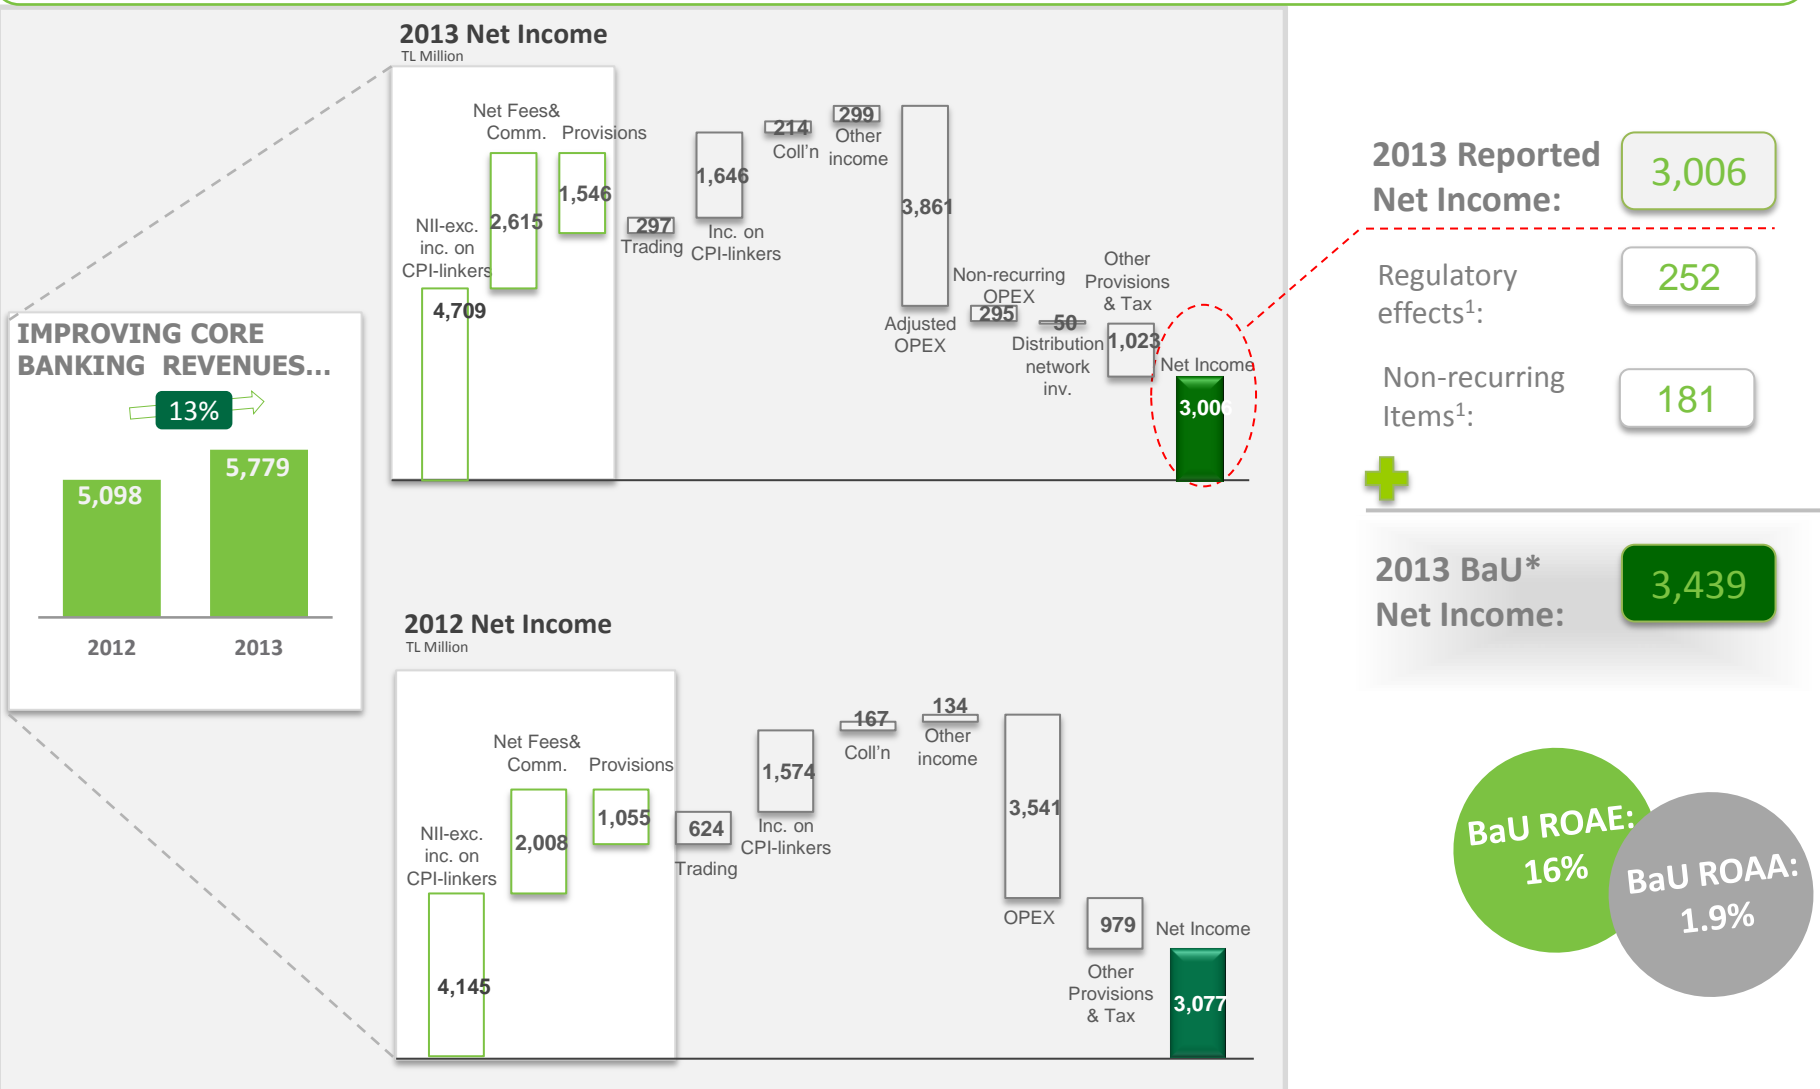 2013 Net Income
TL Million
Net Fees&
Comm.
Provisions
NII-exc.
inc. on
CPI-linkers
4,709
2,615
1,546
297
Trading
1,646
Inc. on
CPI-linkers
214
Coll'n
299
Other
income
3,861
Adjusted
OPEX
Non-recurring
OPEX
295
50
Distribution
network
inv.
Other
Provisions
& Tax
1,023
Net Income
3,006
IMPROVING CORE
BANKING REVENUES...
13%
5,098
5,779
2012
2013
2012 Net Income
TL Million
NII-exc.
inc. on
CPI-linkers
4,145
Net Fees&
Comm.
2,008
Provisions
1,055
624
Trading
1,574
Inc. on
CPI-linkers
167
Coll'n
134
Other
income
3,541
OPEX
979
Other
Provisions
& Tax
Net Income
3,077
2013 Reported
Net Income:
3,006
Regulatory
effects1:
252
Non-recurring
Items1:
181
2013 BaU*
Net Income:
3,439
BaU ROAE:
16%
BaU ROAA:
1.9%